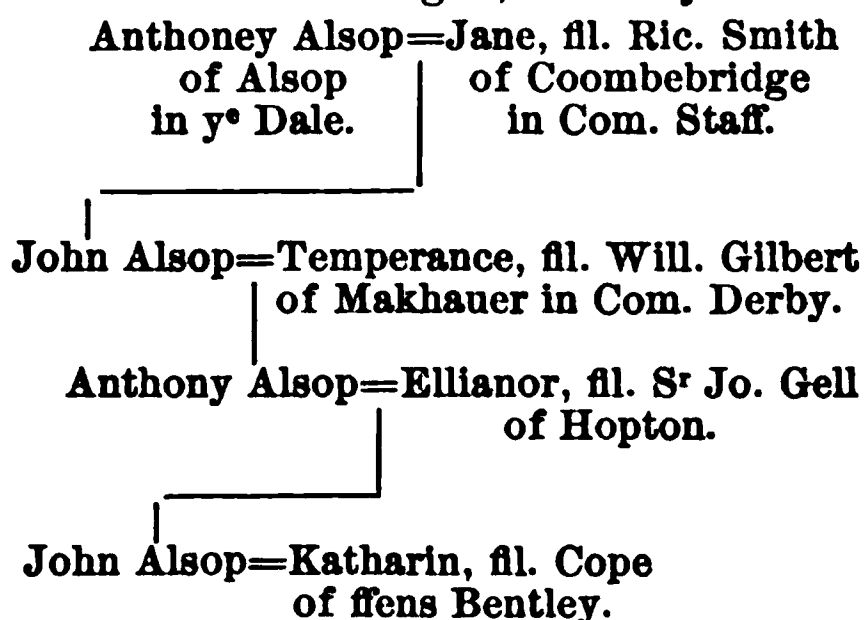 Anthoney Alsop=Jane, fil. Ric. Smith
of Alsop of Coombebridge
in yᵉ Dale. in Com. Staff.
John Alsop=Temperance, fil. Will. Gilbert
of Makhauer in Com. Derby.
Anthony Alsop=Ellianor, fil. Sʳ Jo. Gell
of Hopton.
John Alsop=Katharin, fil. Cope
of ffens Bentley.